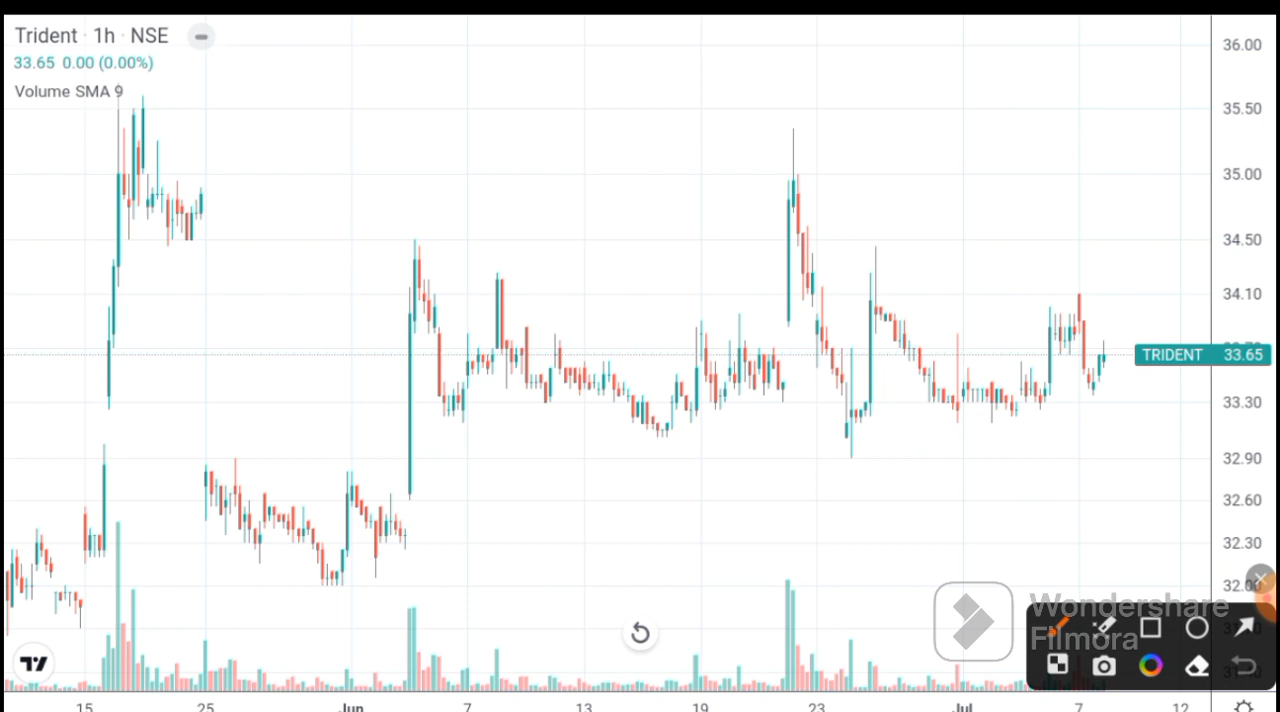 Trident · 1h · NSE
33.65 0.00 (0.00%)
Volume SMA 9
36.00
35.50
35.00
34.50
34.10
TRIDENT 33.65
33.30
32.90
32.60
32.30
32.00
Wondershare
Filmora
15 25 Jun 7 13 19 23 Jul 7 12